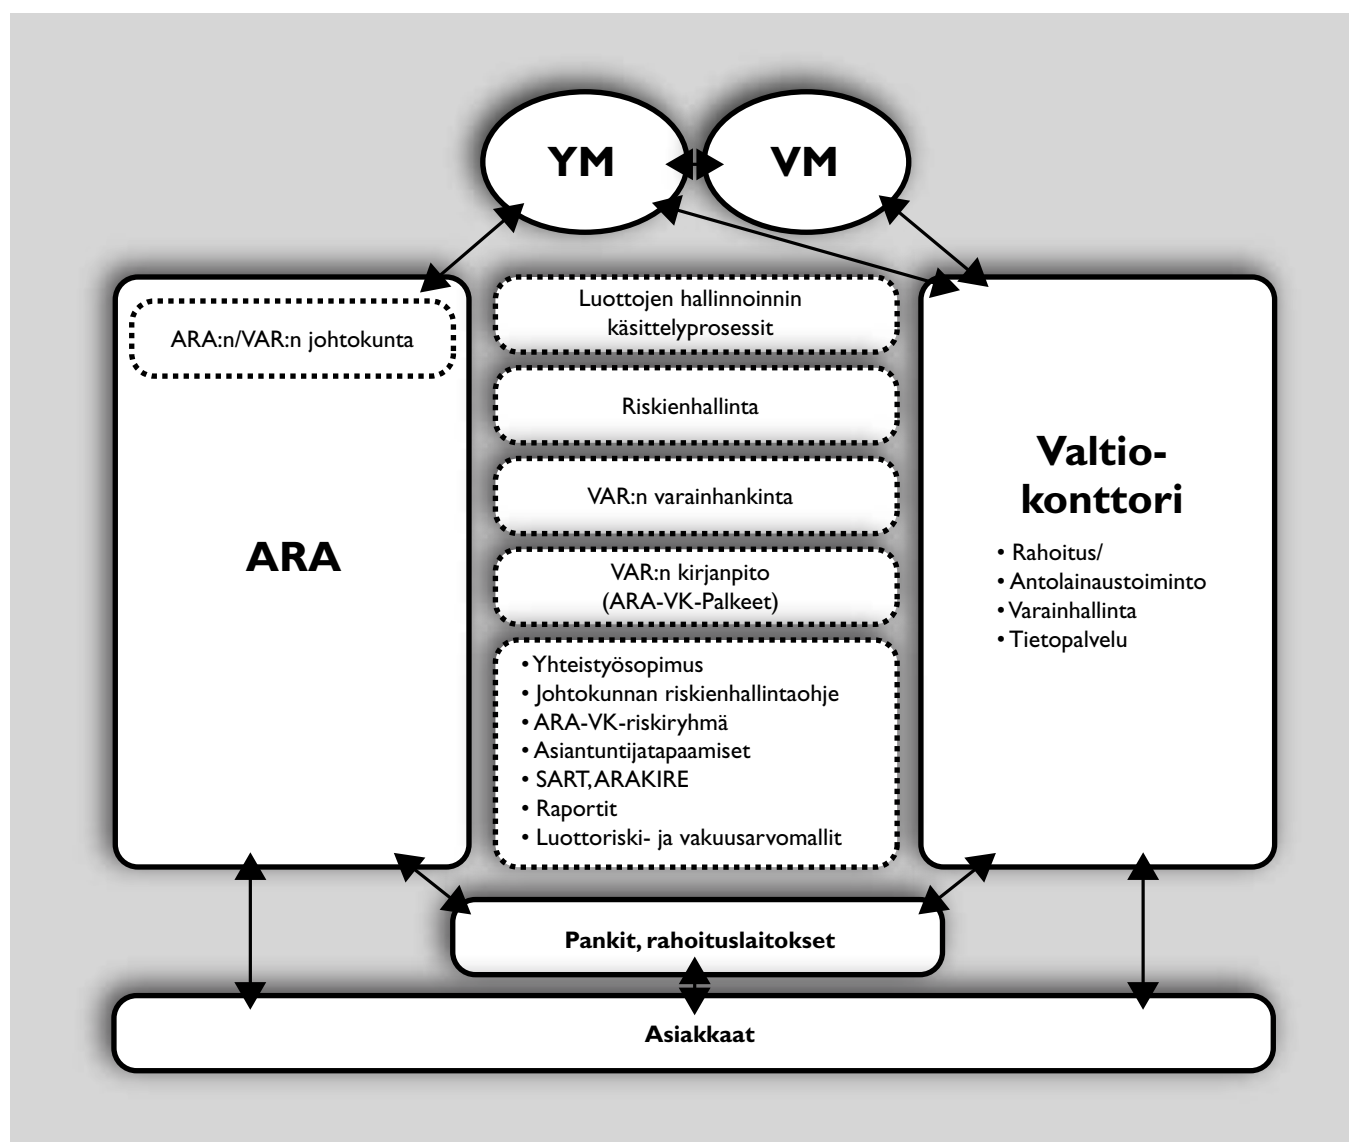 YM
VM
ARA:n/VAR:n johtokunta
ARA
Luottojen hallinnoinnin
käsittelyprosessit
Riskienhallinta
VAR:n varainhankinta
VAR:n kirjanpito
(ARA-VK-Palkeet)
• Yhteistyösopimus
• Johtokunnan riskienhallintaohje
• ARA-VK-riskiryhmä
• Asiantuntijatapaamiset
• SART, ARAKIRE
• Raportit
• Luottoriski- ja vakuusarvomallit
Valtio-
konttori
• Rahoitus/
• Antolainaustoiminto
• Varainhallinta
• Tietopalvelu
Pankit, rahoituslaitokset
Asiakkaat